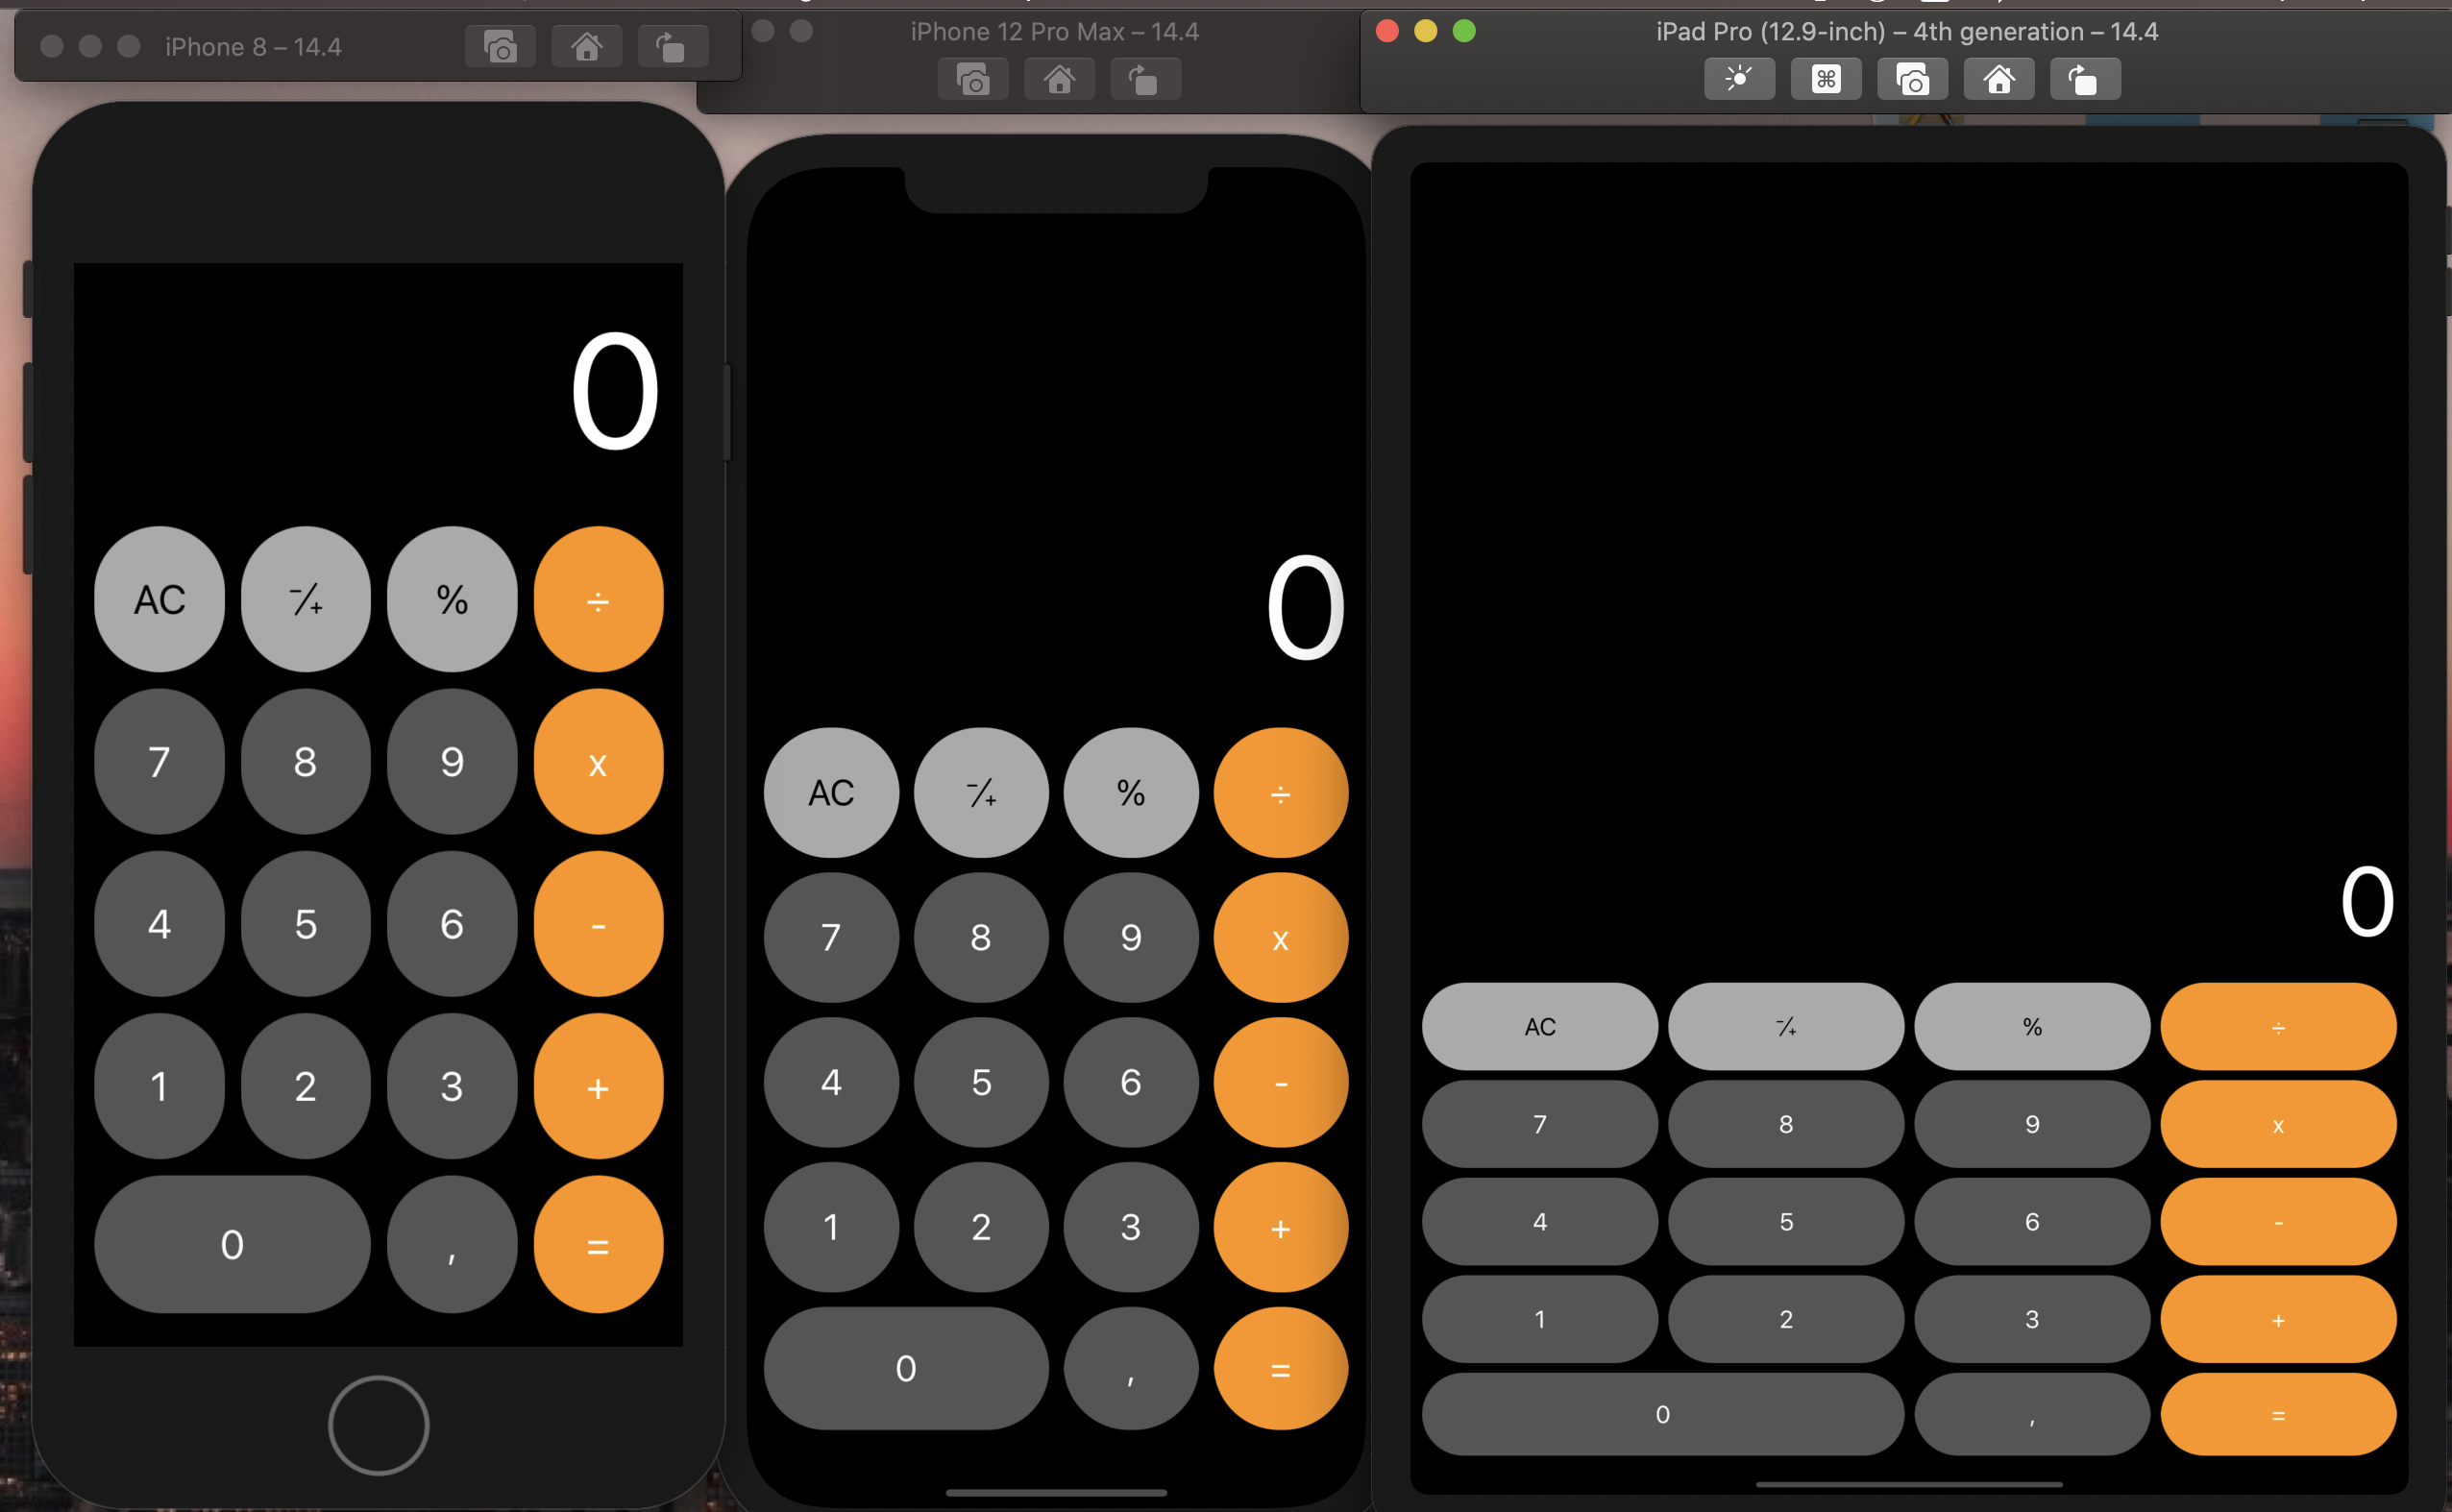 iPhone 8 – 14.4
0
AC ⁻⁄₊ % ÷
7 8 9 x
4 5 6 -
1 2 3 +
0 , =
iPhone 12 Pro Max – 14.4
0
AC ⁻⁄₊ % ÷
7 8 9 x
4 5 6 -
1 2 3 +
0 , =
iPad Pro (12.9-inch) – 4th generation – 14.4
0
AC ⁻⁄₊ % ÷
7 8 9 x
4 5 6 -
1 2 3 +
0 , =